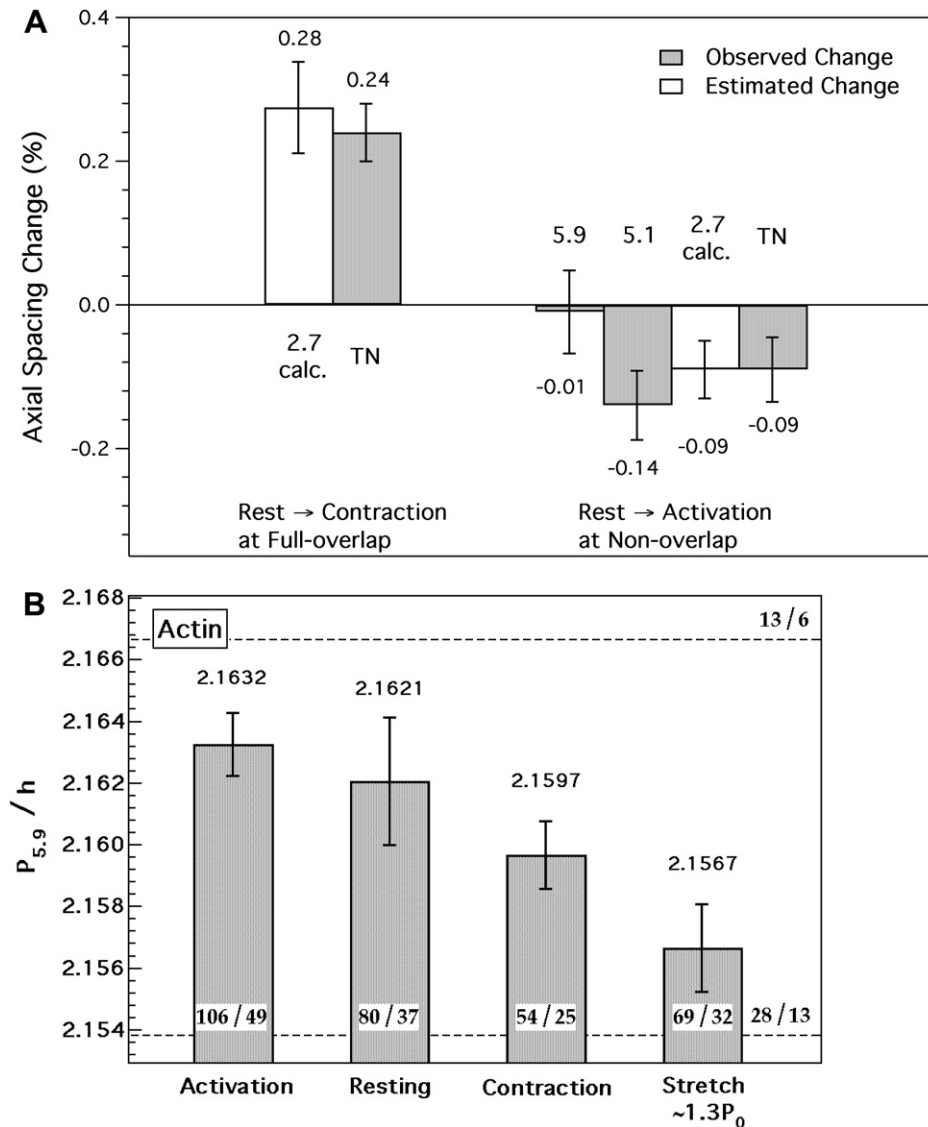 A
0.4
0.2
0.0
-0.2
Axial Spacing Change (%)
Observed Change
Estimated Change
0.28
0.24
2.7
calc.
TN
5.9
5.1
2.7
calc.
TN
-0.01
-0.14
-0.09
-0.09
Rest → Contraction
at Full-overlap
Rest → Activation
at Non-overlap
B
2.168
2.166
2.164
2.162
2.160
2.158
2.156
2.154
P5.9 / h
Actin
13/6
2.1632
2.1621
2.1597
2.1567
106/49
80/37
54/25
69/32
28/13
Activation
Resting
Contraction
Stretch
~1.3P0